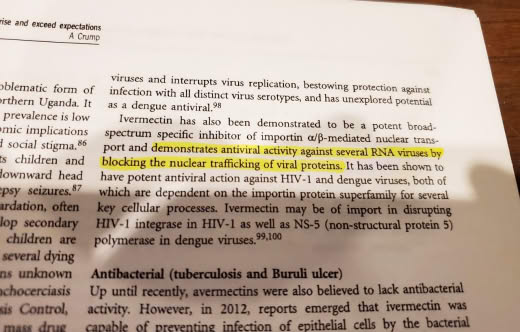 rise and exceed expectations
A Crump
oblematic form of
orthern Uganda. It
prevalence is low
omic implications
d social stigma.86
ts children and
downward head
epsy seizures.87
ardation, often
lop secondary
children are
several dying
ns unknown
nchocerciasis
sis Control,
mass drug
viruses and interrupts virus replication, bestowing protection against
infection with all distinct virus serotypes, and has unexplored potential
as a dengue antiviral.98
Ivermectin has also been demonstrated to be a potent broad-
spectrum specific inhibitor of importin α/β-mediated nuclear trans-
port and demonstrates antiviral activity against several RNA viruses by
blocking the nuclear trafficking of viral proteins. It has been shown to
have potent antiviral action against HIV-1 and dengue viruses, both of
which are dependent on the importin protein superfamily for several
key cellular processes. Ivermectin may be of import in disrupting
HIV-1 integrase in HIV-1 as well as NS-5 (non-structural protein 5)
polymerase in dengue viruses.99,100
Antibacterial (tuberculosis and Buruli ulcer)
Up until recently, avermectins were also believed to lack antibacterial
activity. However, in 2012, reports emerged that ivermectin was
capable of preventing infection of epithelial cells by the bacterial